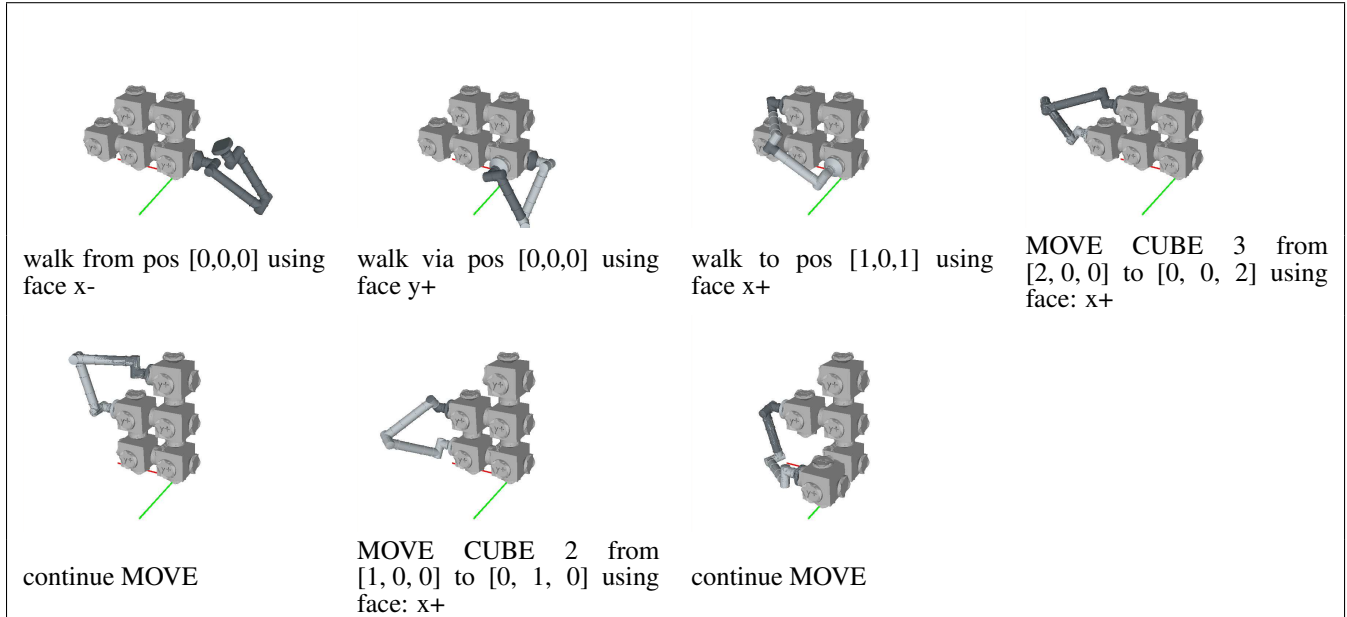 walk from pos [0,0,0] using
face x-
walk via pos [0,0,0] using
face y+
walk to pos [1,0,1] using
face x+
MOVE CUBE 3 from
[2, 0, 0] to [0, 0, 2] using
face: x+
continue MOVE
MOVE CUBE 2 from
[1, 0, 0] to [0, 1, 0] using
face: x+
continue MOVE